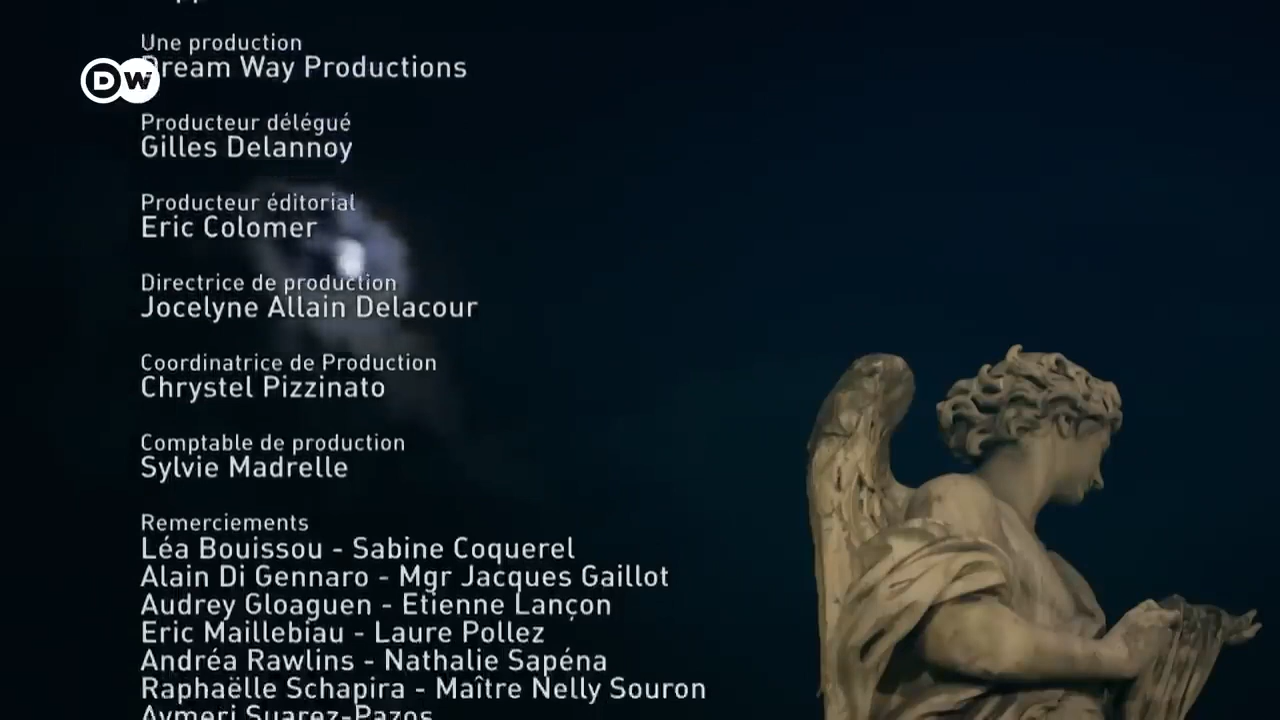 Une production
DW
Dream Way Productions
Producteur délégué
Gilles Delannoy
Producteur éditorial
Eric Colomer
Directrice de production
Jocelyne Allain Delacour
Coordinatrice de Production
Chrystel Pizzinato
Comptable de production
Sylvie Madrelle
Remerciements
Léa Bouissou - Sabine Coquerel
Alain Di Gennaro - Mgr Jacques Gaillot
Audrey Gloaguen - Etienne Lançon
Eric Maillebiau - Laure Pollez
Andréa Rawlins - Nathalie Sapéna
Raphaëlle Schapira - Maître Nelly Souron
Aymeri Suarez-Pazos